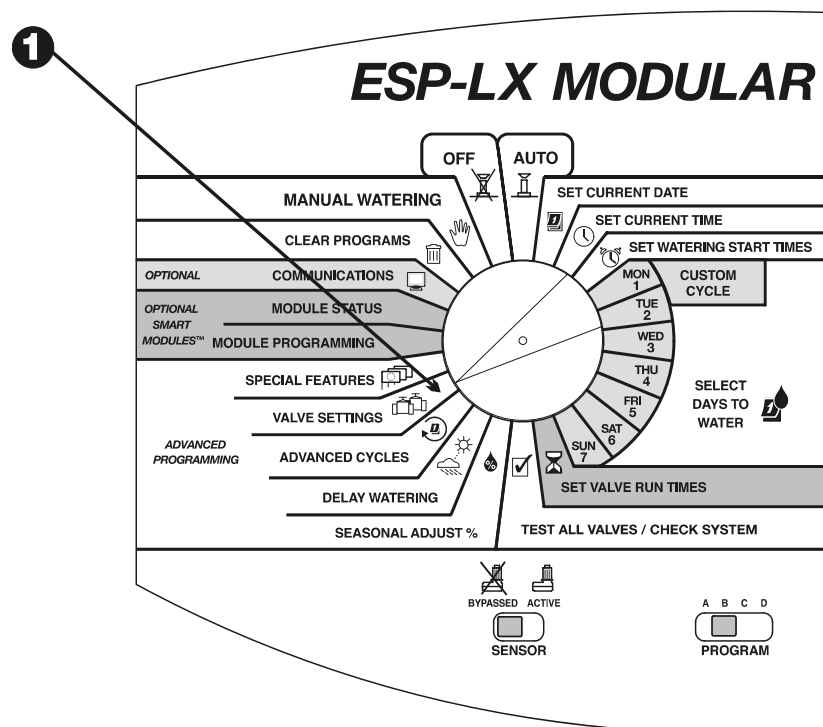 1
ESP-LX MODULAR
OFF
AUTO
MANUAL WATERING
SET CURRENT DATE
SET CURRENT TIME
CLEAR PROGRAMS
SET WATERING START TIMES
OPTIONAL
COMMUNICATIONS
MON
1
CUSTOM
CYCLE
OPTIONAL
SMART
MODULES™
MODULE STATUS
MODULE PROGRAMMING
TUE
2
WED
3
THU
4
FRI
5
SAT
6
SUN
7
SELECT
DAYS TO
WATER
1
SPECIAL FEATURES
VALVE SETTINGS
ADVANCED
PROGRAMMING
ADVANCED CYCLES
DELAY WATERING
SEASONAL ADJUST %
%
SET VALVE RUN TIMES
TEST ALL VALVES / CHECK SYSTEM
BYPASSED
ACTIVE
SENSOR
A B C D
PROGRAM